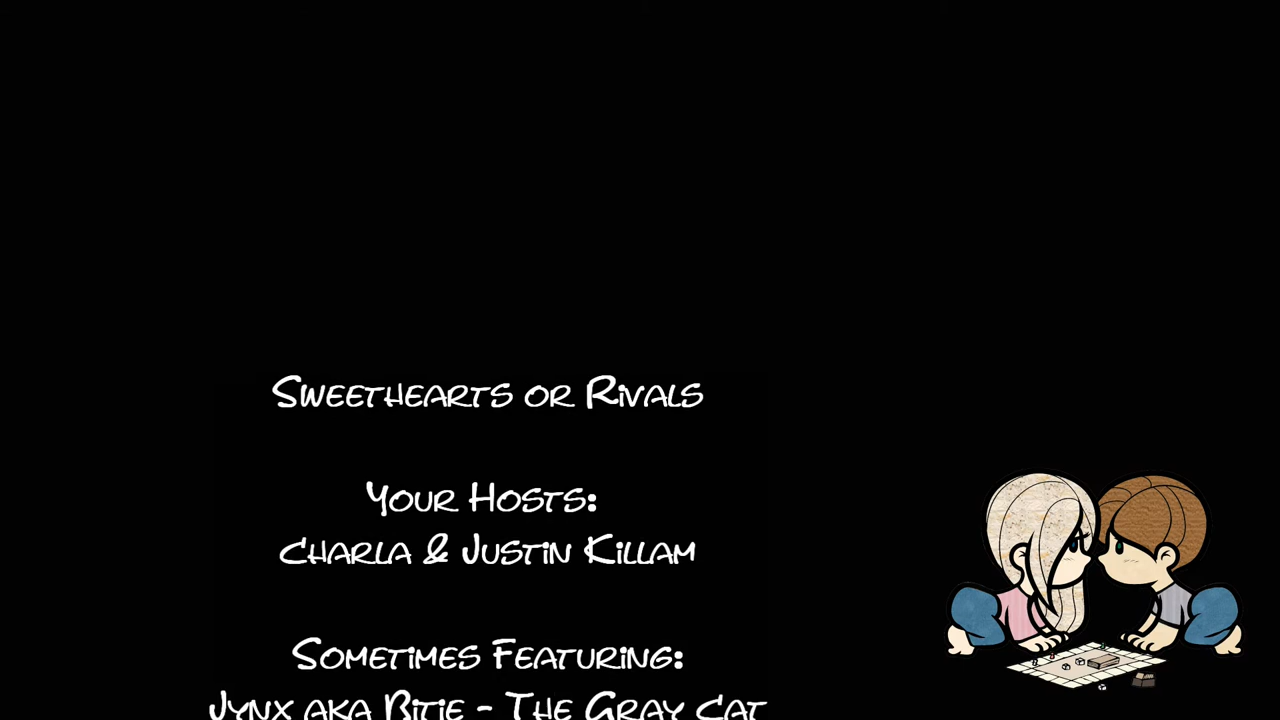 Sweethearts or Rivals
Your Hosts:
Charla & Justin Killam
Sometimes Featuring:
Jynx aka Bitie - The Gray Cat